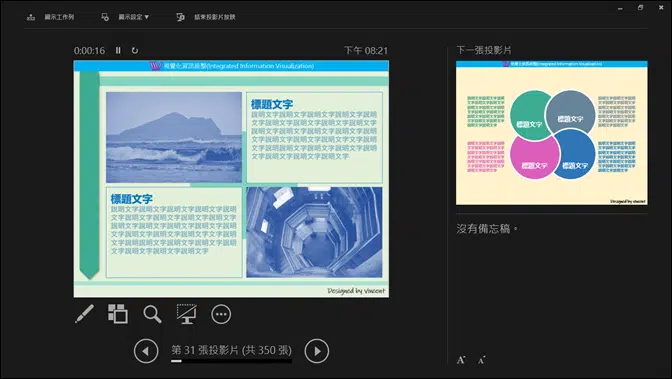 顯示工作列 顯示設定 ▼ 結束投影片放映
0:00:16
下午 08:21
視覺化資訊統整(Integrated Information Visualization)
標題文字
說明文字說明文字說明文字說明
文字說明文字說明文字說明文字
說明文字說明文字說明文字說明
文字說明文字說明文字說明文字
說明文字說明文字說明文字說明
文字說明文字說明文字
標題文字
說明文字說明文字說明文字說明
文字說明文字說明文字說明文字
說明文字說明文字說明文字說明
文字說明文字說明文字說明文字
說明文字說明文字說明文字說明
文字說明文字說明文字
Designed by Vincent
第 31 張投影片 (共 350 張)
下一張投影片
視覺化資訊統整(Integrated Information Visualization)
標題文字
標題文字
標題文字
標題文字
Designed by Vincent
沒有備忘稿。
A A